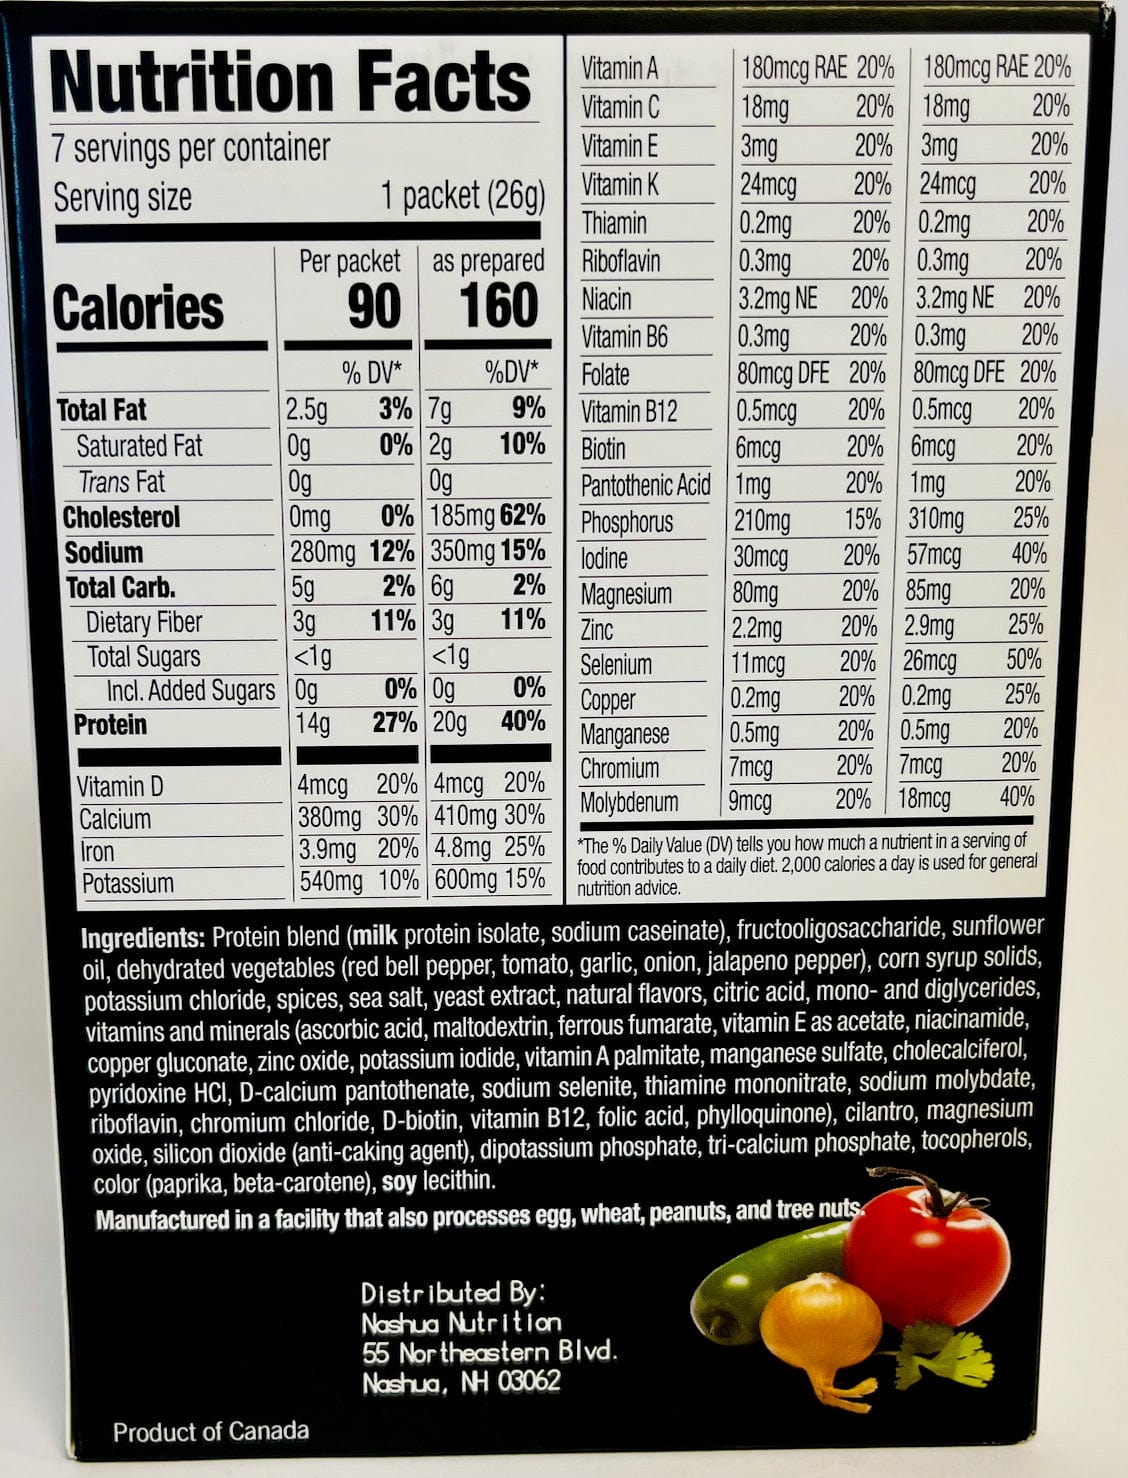 Nutrition Facts
7 servings per container
Serving size 1 packet (26g)
Per packet as prepared
Calories 90 160
% DV* %DV*
Total Fat 2.5g 3% 7g 9%
Saturated Fat 0g 0% 2g 10%
Trans Fat 0g 0g
Cholesterol 0mg 0% 185mg 62%
Sodium 280mg 12% 350mg 15%
Total Carb. 5g 2% 6g 2%
Dietary Fiber 3g 11% 3g 11%
Total Sugars <1g <1g
Incl. Added Sugars 0g 0% 0g 0%
Protein 14g 27% 20g 40%
Vitamin D 4mcg 20% 4mcg 20%
Calcium 380mg 30% 410mg 30%
Iron 3.9mg 20% 4.8mg 25%
Potassium 540mg 10% 600mg 15%
Vitamin A 180mcg RAE 20% 180mcg RAE 20%
Vitamin C 18mg 20% 18mg 20%
Vitamin E 3mg 20% 3mg 20%
Vitamin K 24mcg 20% 24mcg 20%
Thiamin 0.2mg 20% 0.2mg 20%
Riboflavin 0.3mg 20% 0.3mg 20%
Niacin 3.2mg NE 20% 3.2mg NE 20%
Vitamin B6 0.3mg 20% 0.3mg 20%
Folate 80mcg DFE 20% 80mcg DFE 20%
Vitamin B12 0.5mcg 20% 0.5mcg 20%
Biotin 6mcg 20% 6mcg 20%
Pantothenic Acid 1mg 20% 1mg 20%
Phosphorus 210mg 15% 310mg 25%
Iodine 30mcg 20% 57mcg 40%
Magnesium 80mg 20% 85mg 20%
Zinc 2.2mg 20% 2.9mg 25%
Selenium 11mcg 20% 26mcg 50%
Copper 0.2mg 20% 0.2mg 25%
Manganese 0.5mg 20% 0.5mg 20%
Chromium 7mcg 20% 7mcg 20%
Molybdenum 9mcg 20% 18mcg 40%
*The % Daily Value (DV) tells you how much a nutrient in a serving of
food contributes to a daily diet. 2,000 calories a day is used for general
nutrition advice.
Ingredients: Protein blend (milk protein isolate, sodium caseinate), fructooligosaccharide, sunflower
oil, dehydrated vegetables (red bell pepper, tomato, garlic, onion, jalapeno pepper), corn syrup solids,
potassium chloride, spices, sea salt, yeast extract, natural flavors, citric acid, mono- and diglycerides,
vitamins and minerals (ascorbic acid, maltodextrin, ferrous fumarate, vitamin E as acetate, niacinamide,
copper gluconate, zinc oxide, potassium iodide, vitamin A palmitate, manganese sulfate, cholecalciferol,
pyridoxine HCl, D-calcium pantothenate, sodium selenite, thiamine mononitrate, sodium molybdate,
riboflavin, chromium chloride, D-biotin, vitamin B12, folic acid, phylloquinone), cilantro, magnesium
oxide, silicon dioxide (anti-caking agent), dipotassium phosphate, tri-calcium phosphate, tocopherols,
color (paprika, beta-carotene), soy lecithin.
Manufactured in a facility that also processes egg, wheat, peanuts, and tree nuts.
Distributed By:
Nashua Nutrition
55 Northeastern Blvd.
Nashua, NH 03062
Product of Canada